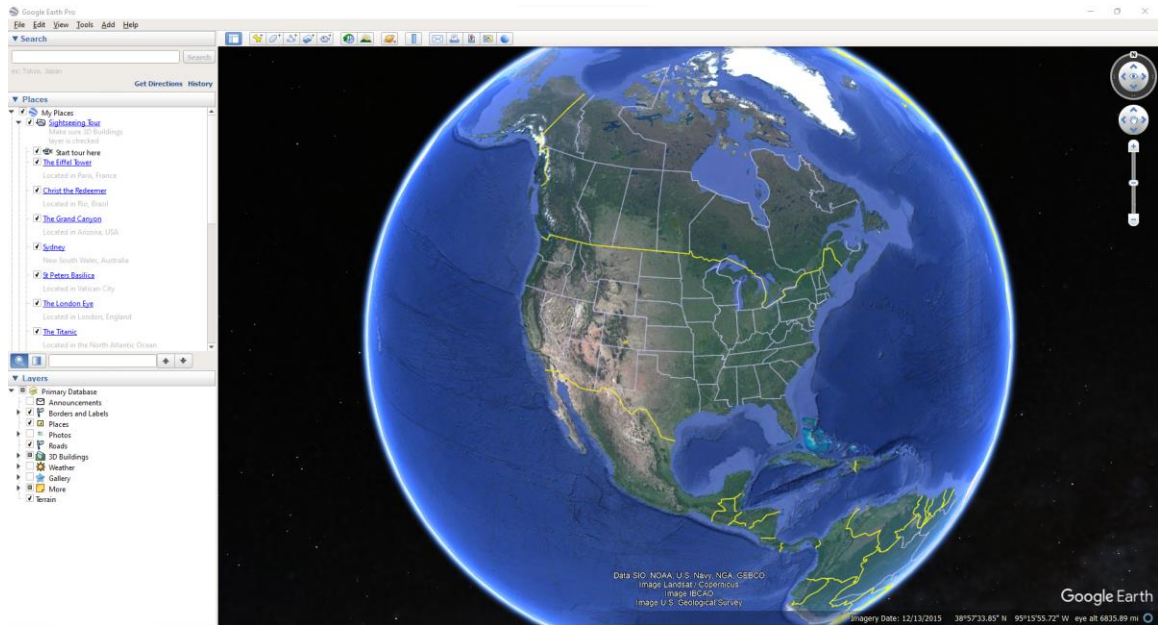 Google Earth Pro
File Edit View Tools Add Help
Search
Search
ex: Tokyo, Japan
Get Directions History
Places
My Places
Sightseeing Tour
Make sure 3D Buildings
layer is checked
Start tour here
The Eiffel Tower
Located in Paris, France
Christ the Redeemer
Located in Rio, Brazil
The Grand Canyon
Located in Arizona, USA
Sydney
New South Wales, Australia
St Peters Basilica
Located in Vatican City
The London Eye
Located in London, England
The Titanic
Located in the North Atlantic Ocean
Layers
Primary Database
Announcements
Borders and Labels
Places
Photos
Roads
3D Buildings
Weather
Gallery
More
Terrain
N
Data SIO, NOAA, U.S. Navy, NGA, GEBCO
Image Landsat / Copernicus
Image IBCAO
Image U.S. Geological Survey
Google Earth
Imagery Date: 12/13/2015 38°57'33.85" N 95°15'55.72" W eye alt 6835.89 mi